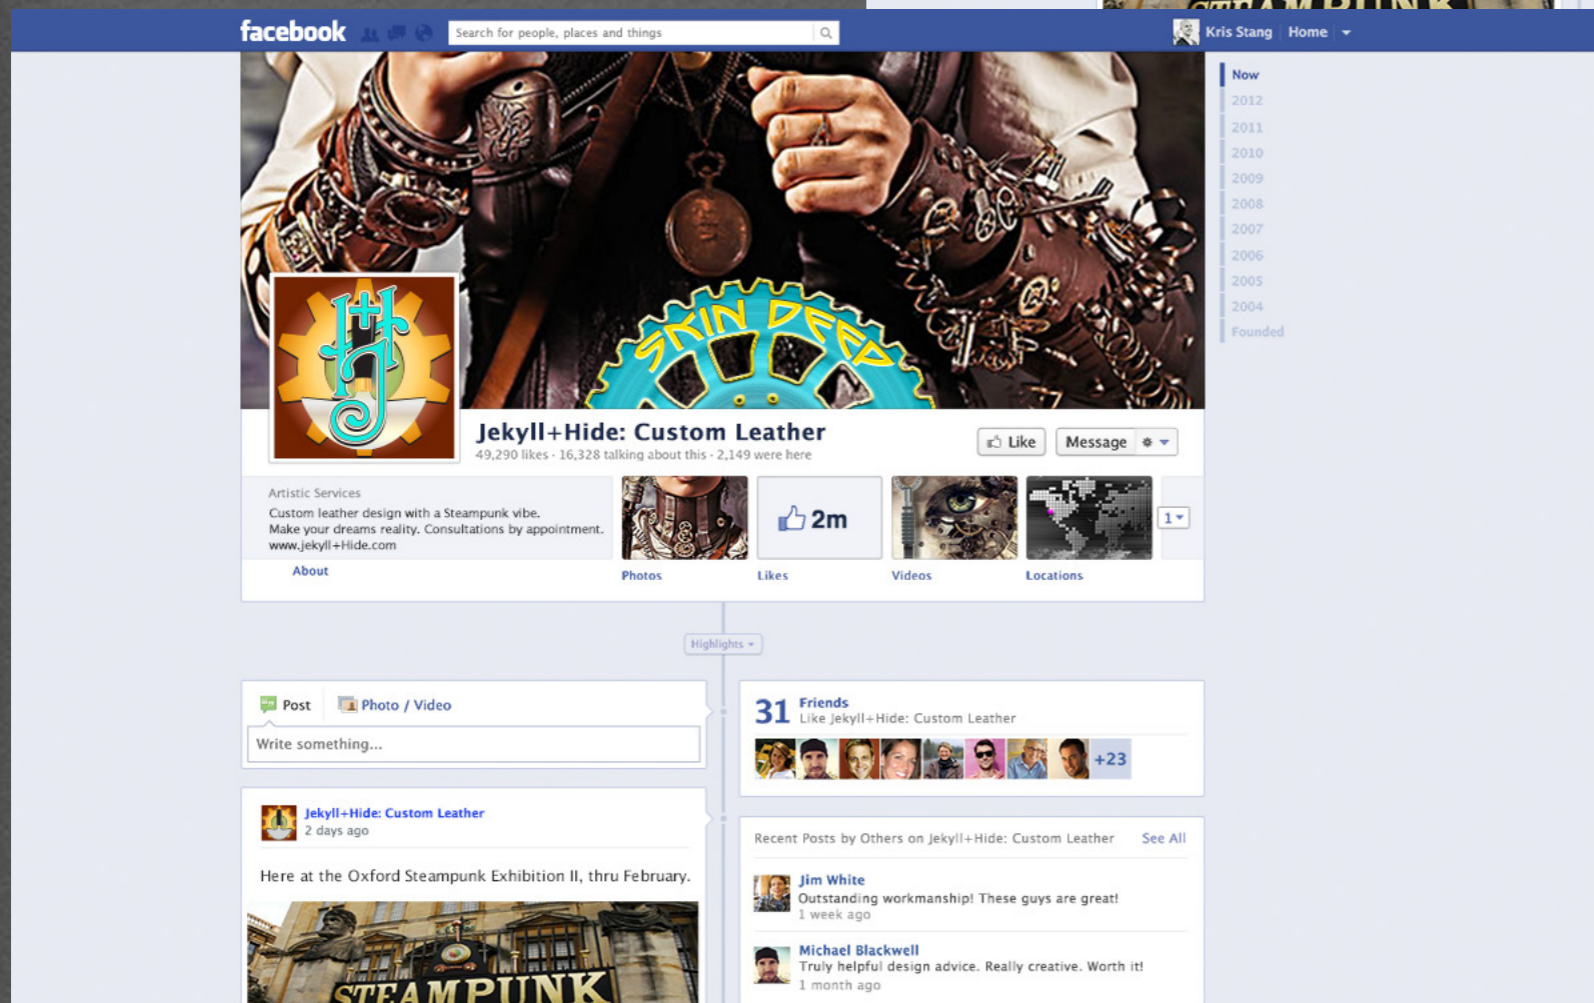 STEAMPUNK
facebook
Search for people, places and things
Kris Stang Home
Now
2012
2011
2010
2009
2008
2007
2006
2005
2004
Founded
SKIN DEEP
Jekyll+Hide: Custom Leather
49,290 likes · 16,328 talking about this · 2,149 were here
Like
Message
Artistic Services
Custom leather design with a Steampunk vibe.
Make your dreams reality. Consultations by appointment.
www.jekyll+Hide.com
About
Photos
2m
Likes
Videos
Locations
1
Highlights
Post
Photo / Video
Write something...
Jekyll+Hide: Custom Leather
2 days ago
Here at the Oxford Steampunk Exhibition II, thru February.
STEAMPUNK
31 Friends
Like Jekyll+Hide: Custom Leather
+23
Recent Posts by Others on Jekyll+Hide: Custom Leather See All
Jim White
Outstanding workmanship! These guys are great!
1 week ago
Michael Blackwell
Truly helpful design advice. Really creative. Worth it!
1 month ago